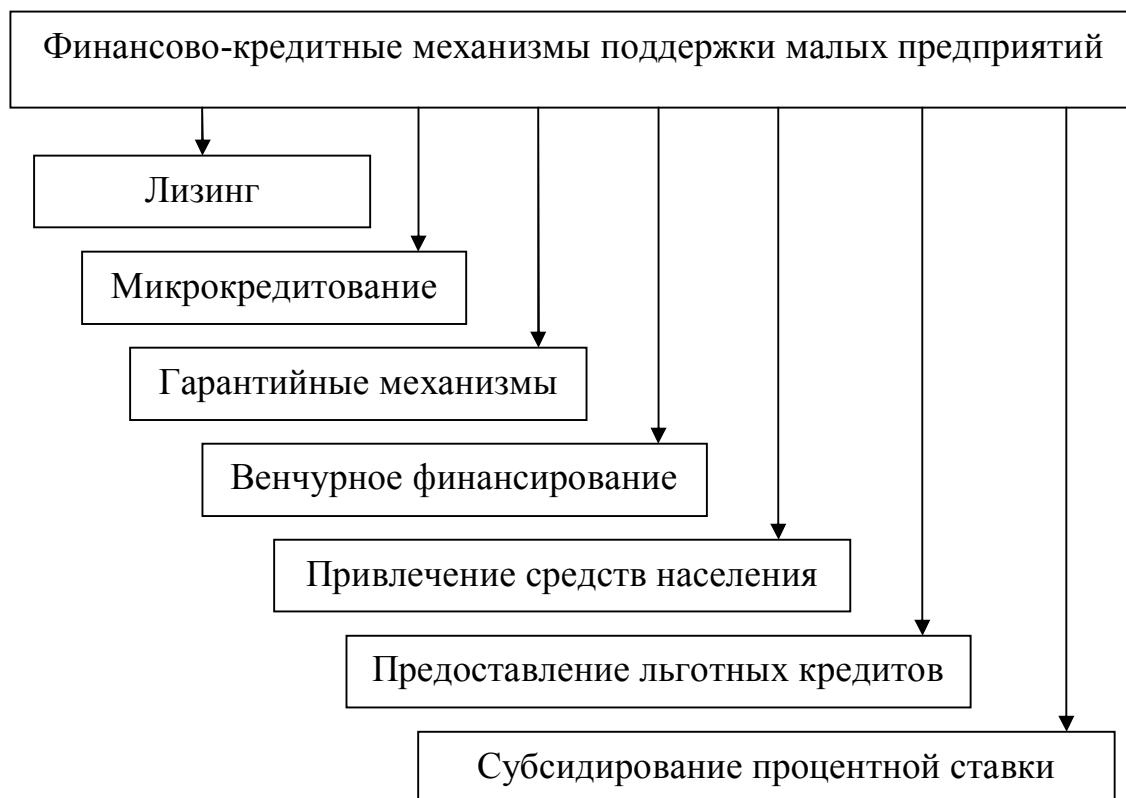 Финансово-кредитные механизмы поддержки малых предприятий
Лизинг
Микрокредитование
Гарантийные механизмы
Венчурное финансирование
Привлечение средств населения
Предоставление льготных кредитов
Субсидирование процентной ставки